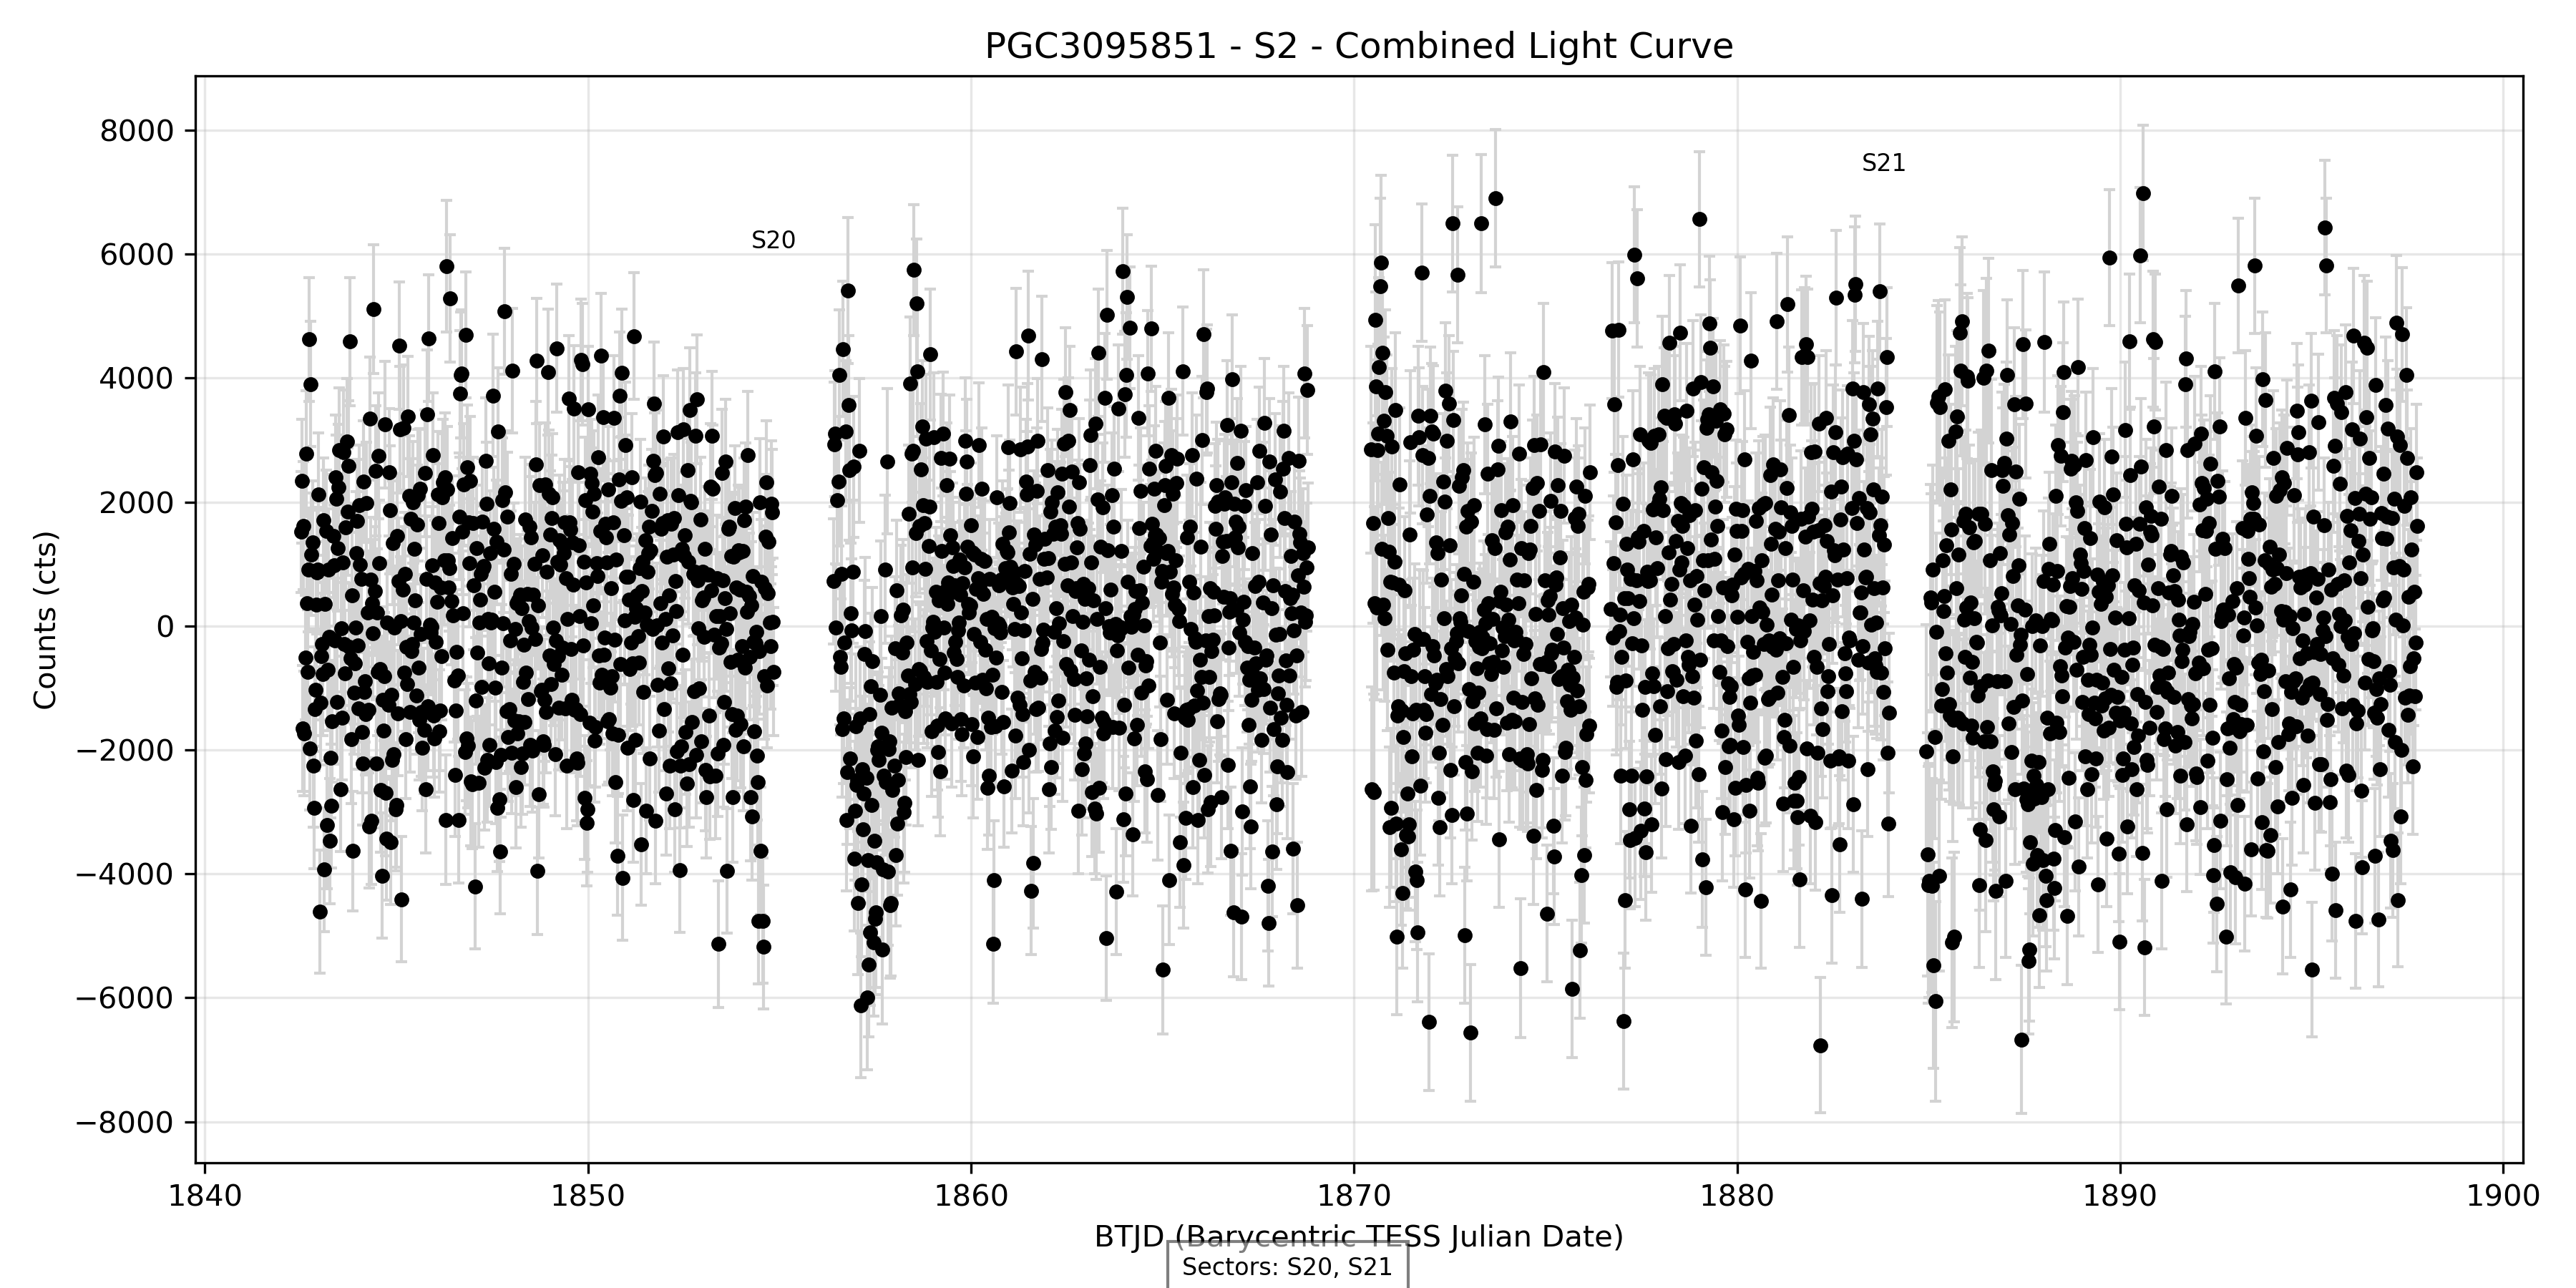 PGC3095851 - S2 - Combined Light Curve
8000
6000
4000
2000
0
−2000
−4000
−6000
−8000
Counts (cts)
S20
S21
1840 1850 1860 1870 1880 1890 1900
BTJD (Barycentric TESS Julian Date)
Sectors: S20, S21